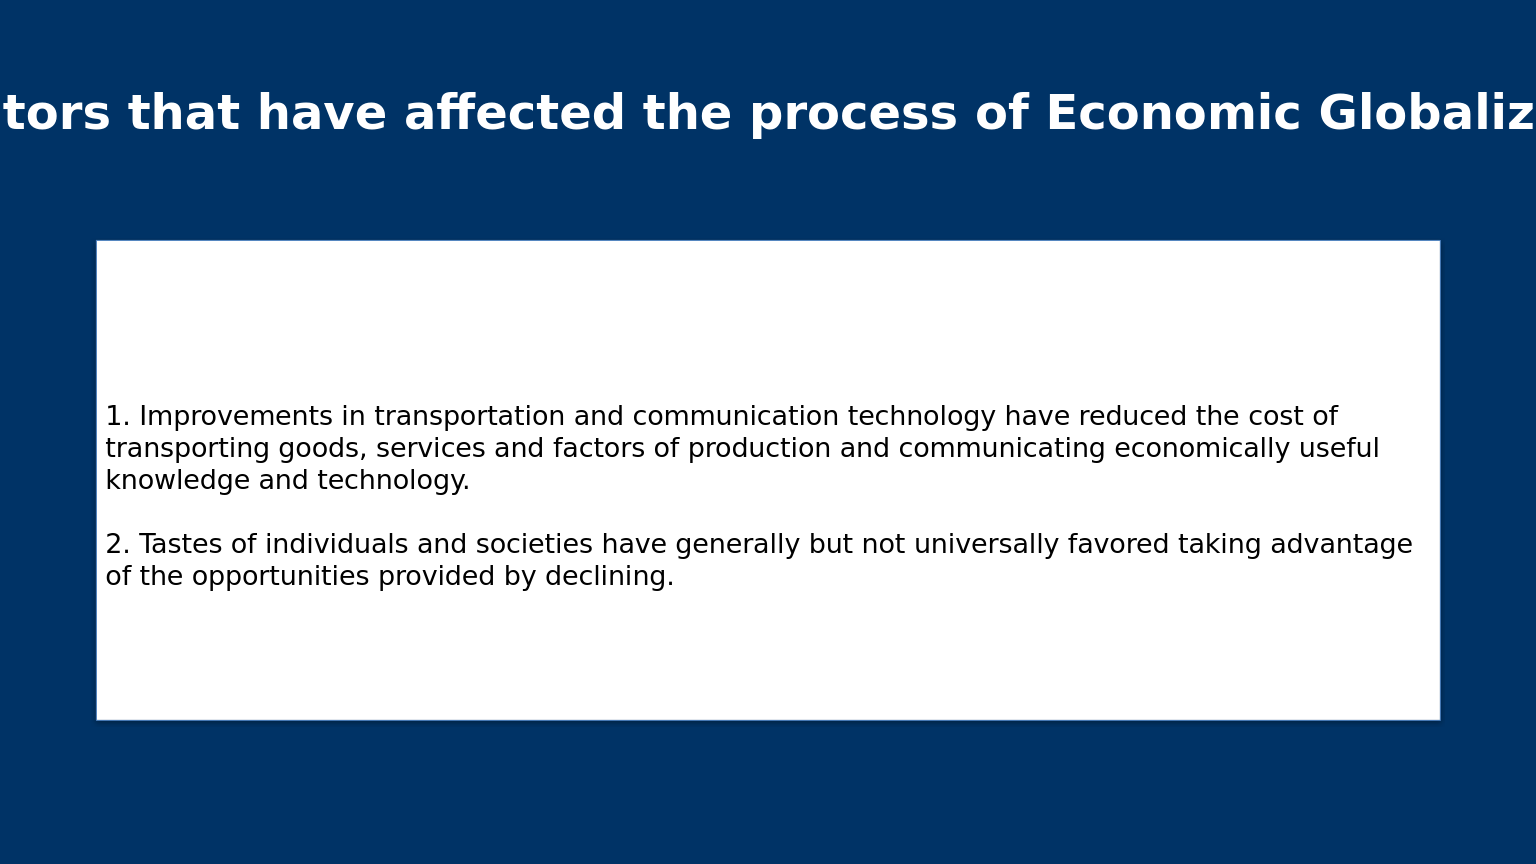 tors that have affected the process of Economic Globaliz
1. Improvements in transportation and communication technology have reduced the cost of
transporting goods, services and factors of production and communicating economically useful
knowledge and technology.
2. Tastes of individuals and societies have generally but not universally favored taking advantage
of the opportunities provided by declining.